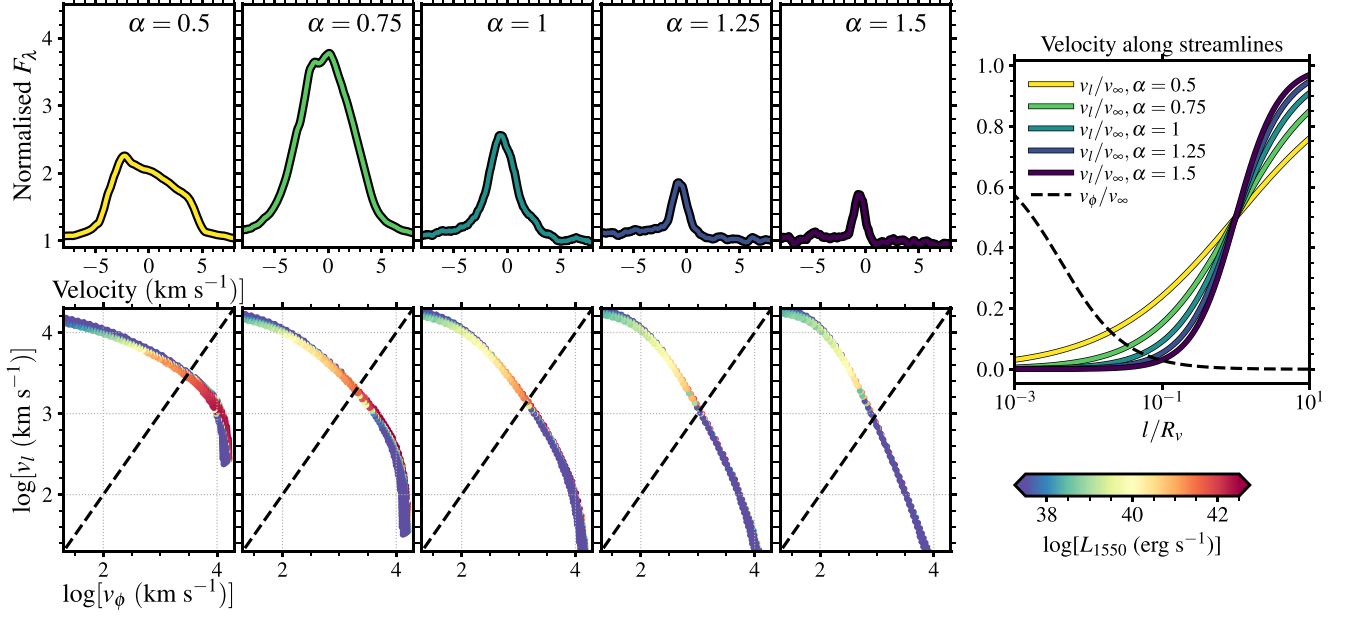 α = 0.5
α = 0.75
α = 1
α = 1.25
α = 1.5
Normalised F_λ
4
3
2
1
−5 0 5
−5 0 5
−5 0 5
−5 0 5
−5 0 5
Velocity (km s⁻¹)]
log[v_l (km s⁻¹)]
4
3
2
2 4
2 4
2 4
2 4
2 4
log[v_ϕ (km s⁻¹)]
Velocity along streamlines
1.0
0.8
0.6
0.4
0.2
0.0
v_l/v_∞, α = 0.5
v_l/v_∞, α = 0.75
v_l/v_∞, α = 1
v_l/v_∞, α = 1.25
v_l/v_∞, α = 1.5
v_ϕ/v_∞
10⁻³ 10⁻¹ 10¹
l/R_v
38 40 42
log[L₁₅₅₀ (erg s⁻¹)]